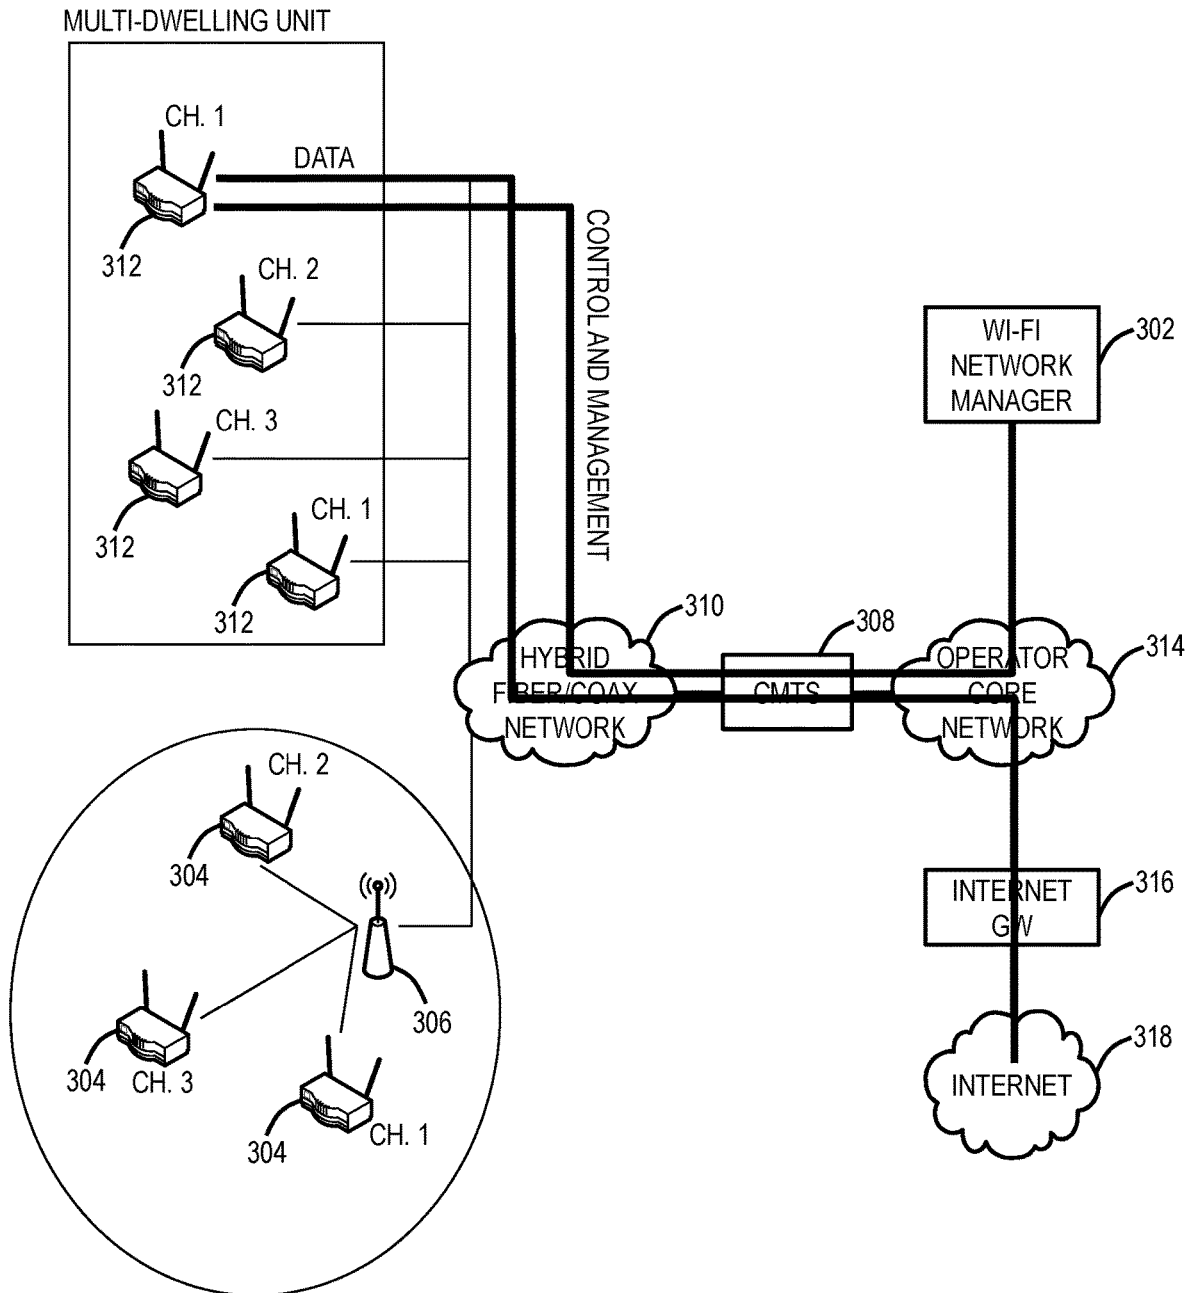 MULTI-DWELLING UNIT
CH. 1
DATA
312
CH. 2
312
CH. 3
312
CH. 1
312
CONTROL AND MANAGEMENT
WI-FI
NETWORK
MANAGER
302
310
HYBRID
FIBER/COAX
NETWORK
308
CMTS
OPERATOR
CORE
NETWORK
314
CH. 2
304
306
304
CH. 3
304
CH. 1
INTERNET
GW
316
INTERNET
318